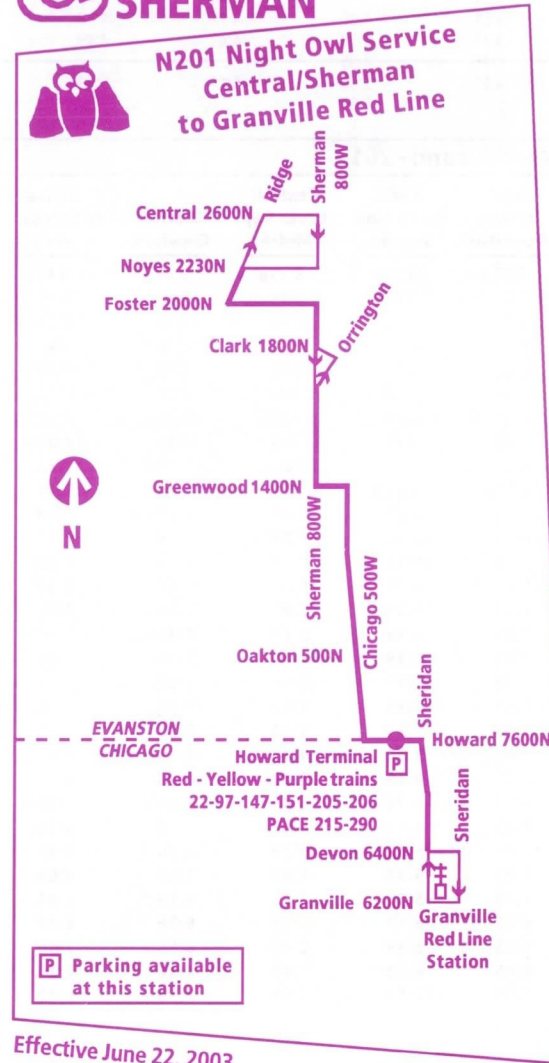 SHERMAN
N201 Night Owl Service
Central/Sherman
to Granville Red Line
Ridge
Sherman
800W
Central 2600N
Noyes 2230N
Foster 2000N
Clark 1800N
Orrington
N
Greenwood 1400N
Sherman 800W
Chicago 500W
Oakton 500N
Sheridan
EVANSTON
CHICAGO
Howard 7600N
Howard Terminal
P
Red - Yellow - Purple trains
22-97-147-151-205-206
PACE 215-290
Sheridan
Devon 6400N
Granville 6200N
Granville
Red Line
Station
P Parking available
at this station
Effective June 22, 2003